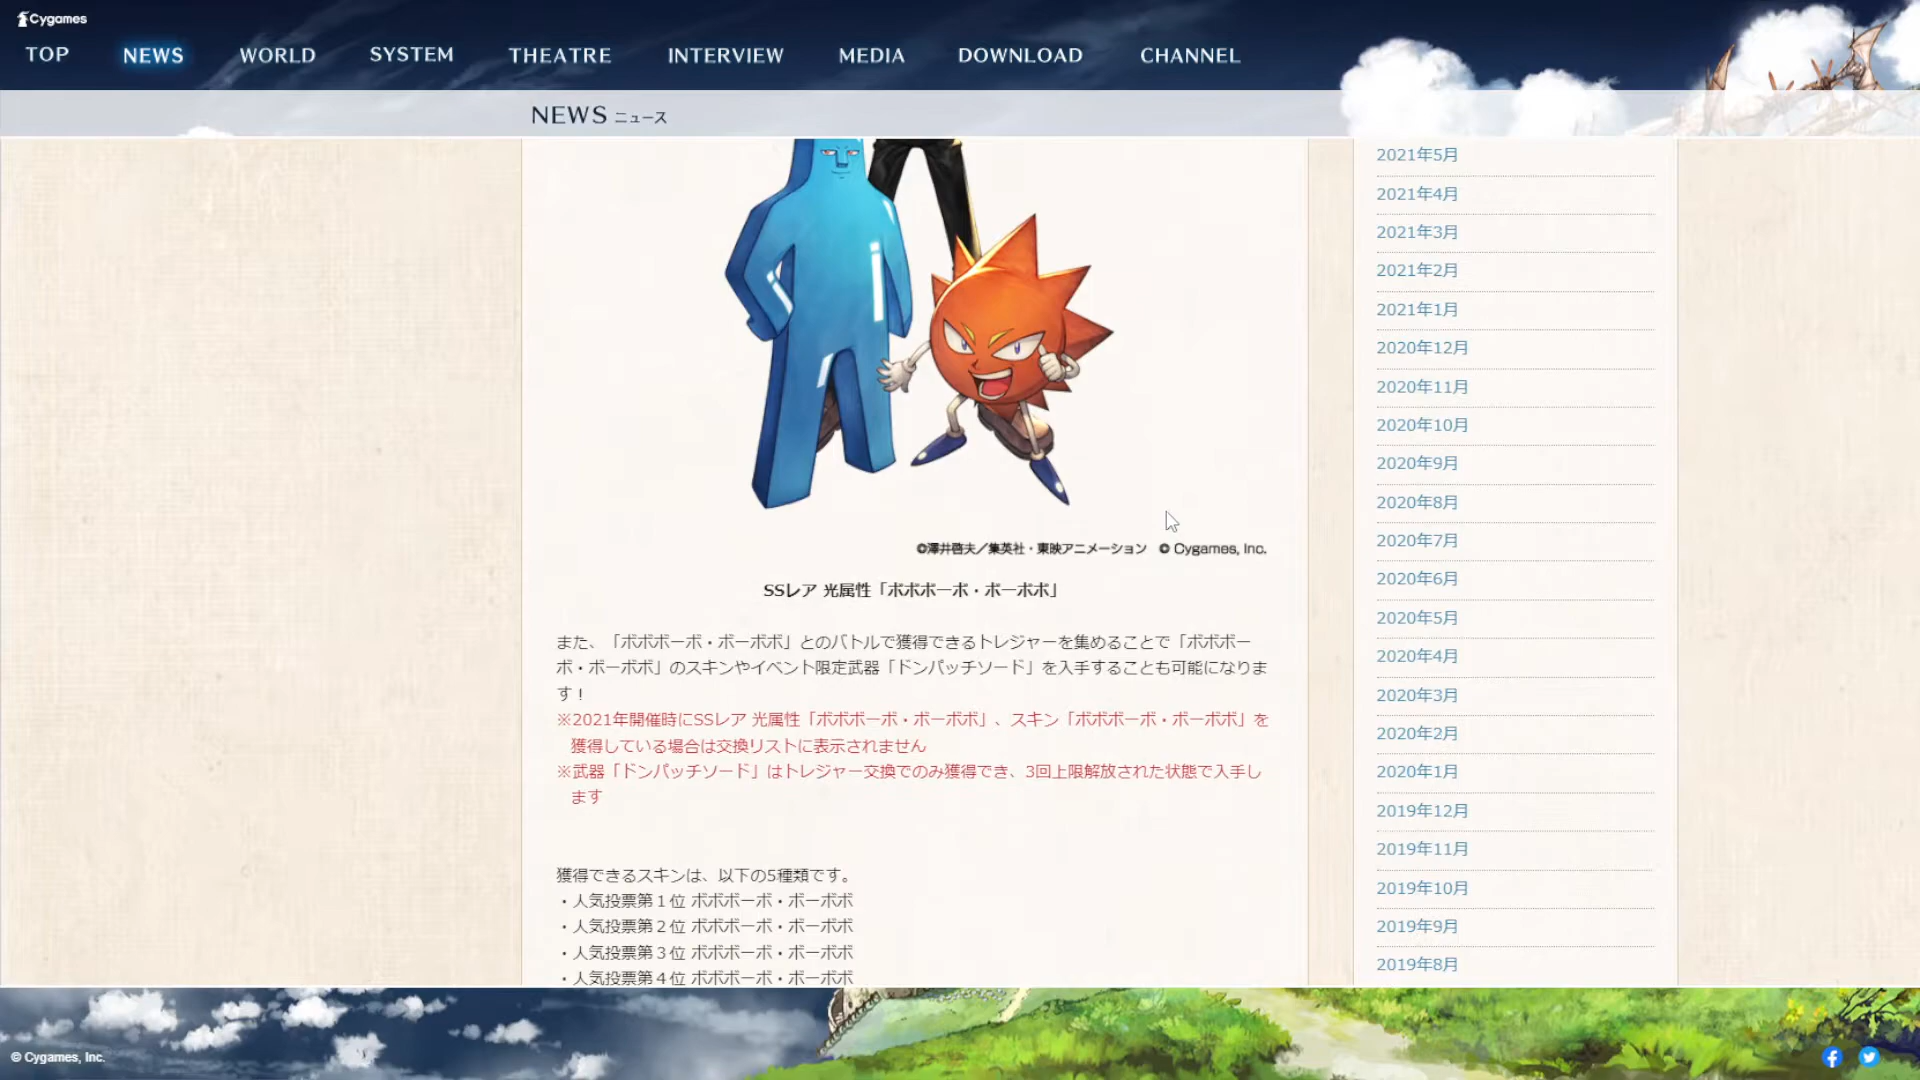 Cygames
TOP NEWS WORLD SYSTEM THEATRE INTERVIEW MEDIA DOWNLOAD CHANNEL
NEWS ニュース
©澤井啓夫／集英社・東映アニメーション © Cygames, Inc.
SSレア 光属性「ボボボーボ・ボーボボ」
また、「ボボボーボ・ボーボボ」とのバトルで獲得できるトレジャーを集めることで「ボボボー
ボ・ボーボボ」のスキンやイベント限定武器「ドンパッチソード」を入手することも可能になりま
す！
※2021年開催時にSSレア 光属性「ボボボーボ・ボーボボ」、スキン「ボボボーボ・ボーボボ」を
獲得している場合は交換リストに表示されません
※武器「ドンパッチソード」はトレジャー交換でのみ獲得でき、3回上限解放された状態で入手し
ます
獲得できるスキンは、以下の5種類です。
・人気投票第１位 ボボボーボ・ボーボボ
・人気投票第２位 ボボボーボ・ボーボボ
・人気投票第３位 ボボボーボ・ボーボボ
・人気投票第４位 ボボボーボ・ボーボボ
2021年5月
2021年4月
2021年3月
2021年2月
2021年1月
2020年12月
2020年11月
2020年10月
2020年9月
2020年8月
2020年7月
2020年6月
2020年5月
2020年4月
2020年3月
2020年2月
2020年1月
2019年12月
2019年11月
2019年10月
2019年9月
2019年8月
© Cygames, Inc.